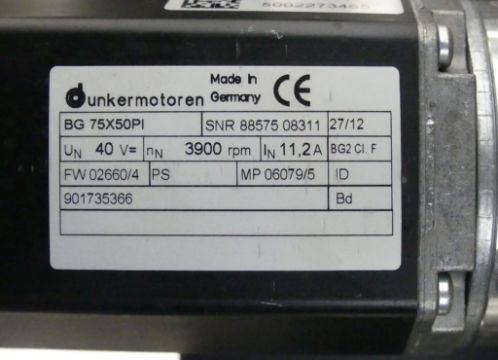 5002273465
Dunkermotoren Made in Germany CE
BG 75X50PI SNR 88575 08311 27/12
UN 40 V= nN 3900 rpm IN 11,2 A BG2 Cl. F
FW 02660/4 PS MP 06079/5 ID
901735366 Bd